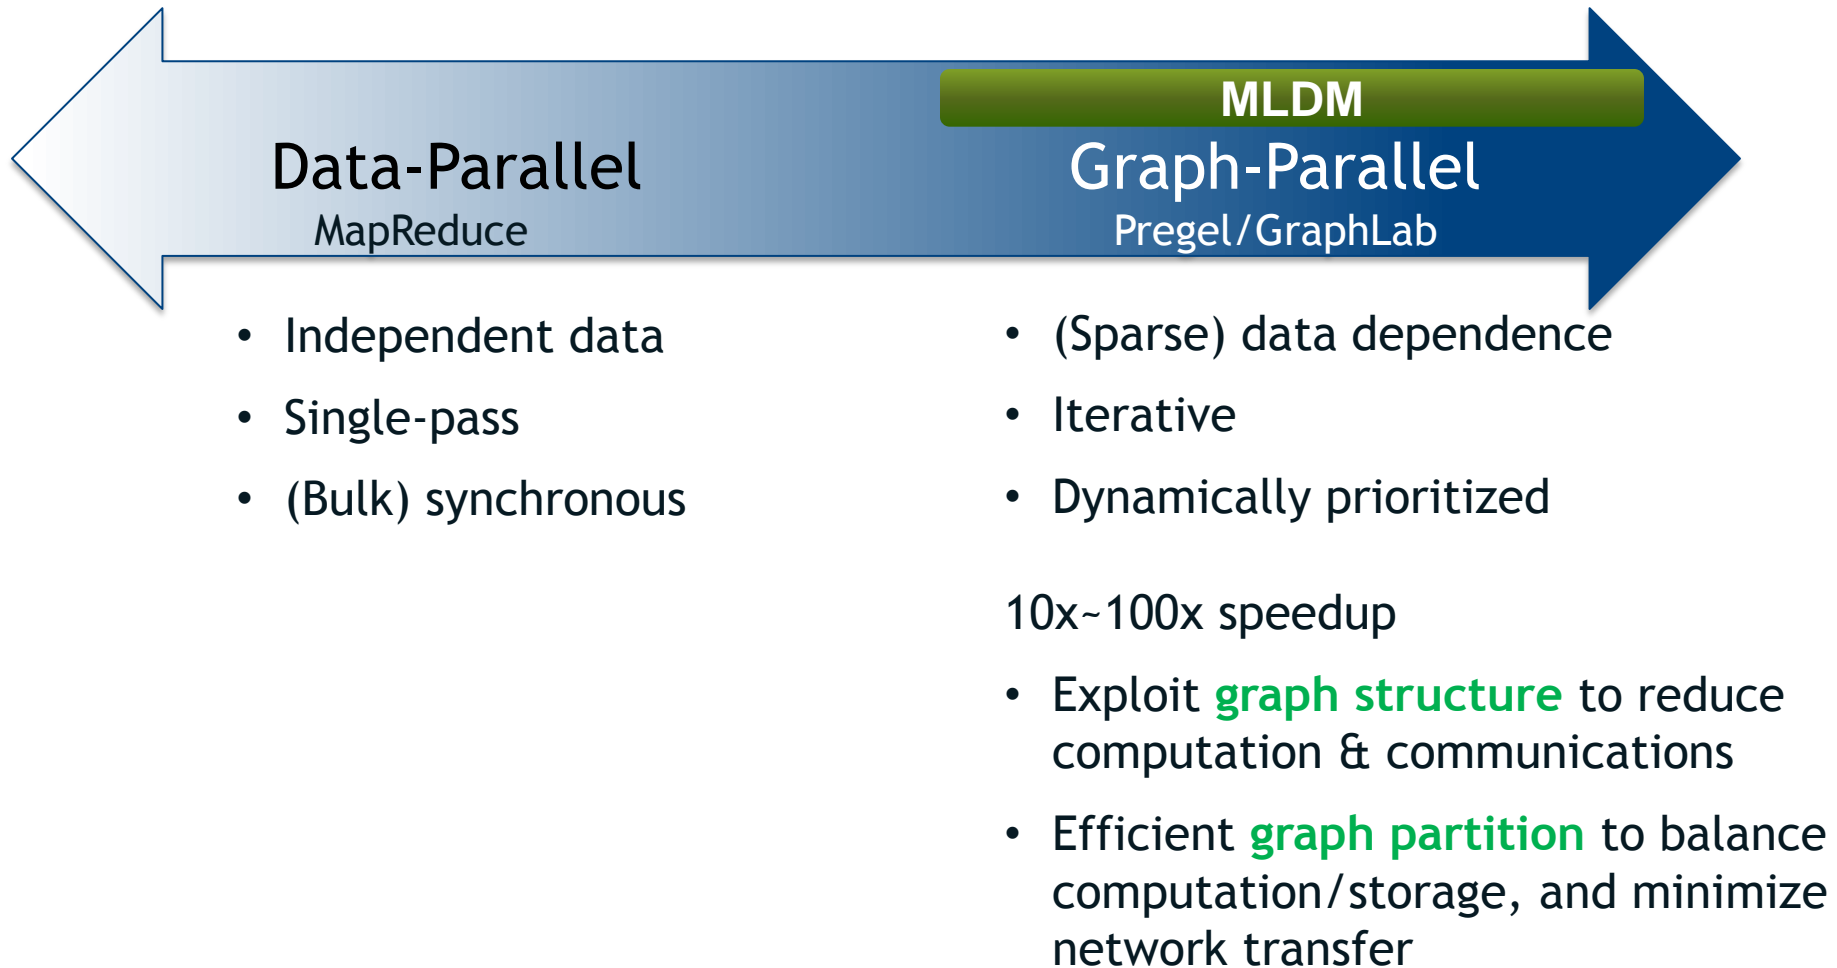 MLDM
Data-Parallel
MapReduce
Graph-Parallel
Pregel/GraphLab
• Independent data
• Single-pass
• (Bulk) synchronous
• (Sparse) data dependence
• Iterative
• Dynamically prioritized
10x~100x speedup
• Exploit graph structure to reduce
computation & communications
• Efficient graph partition to balance
computation/storage, and minimize
network transfer